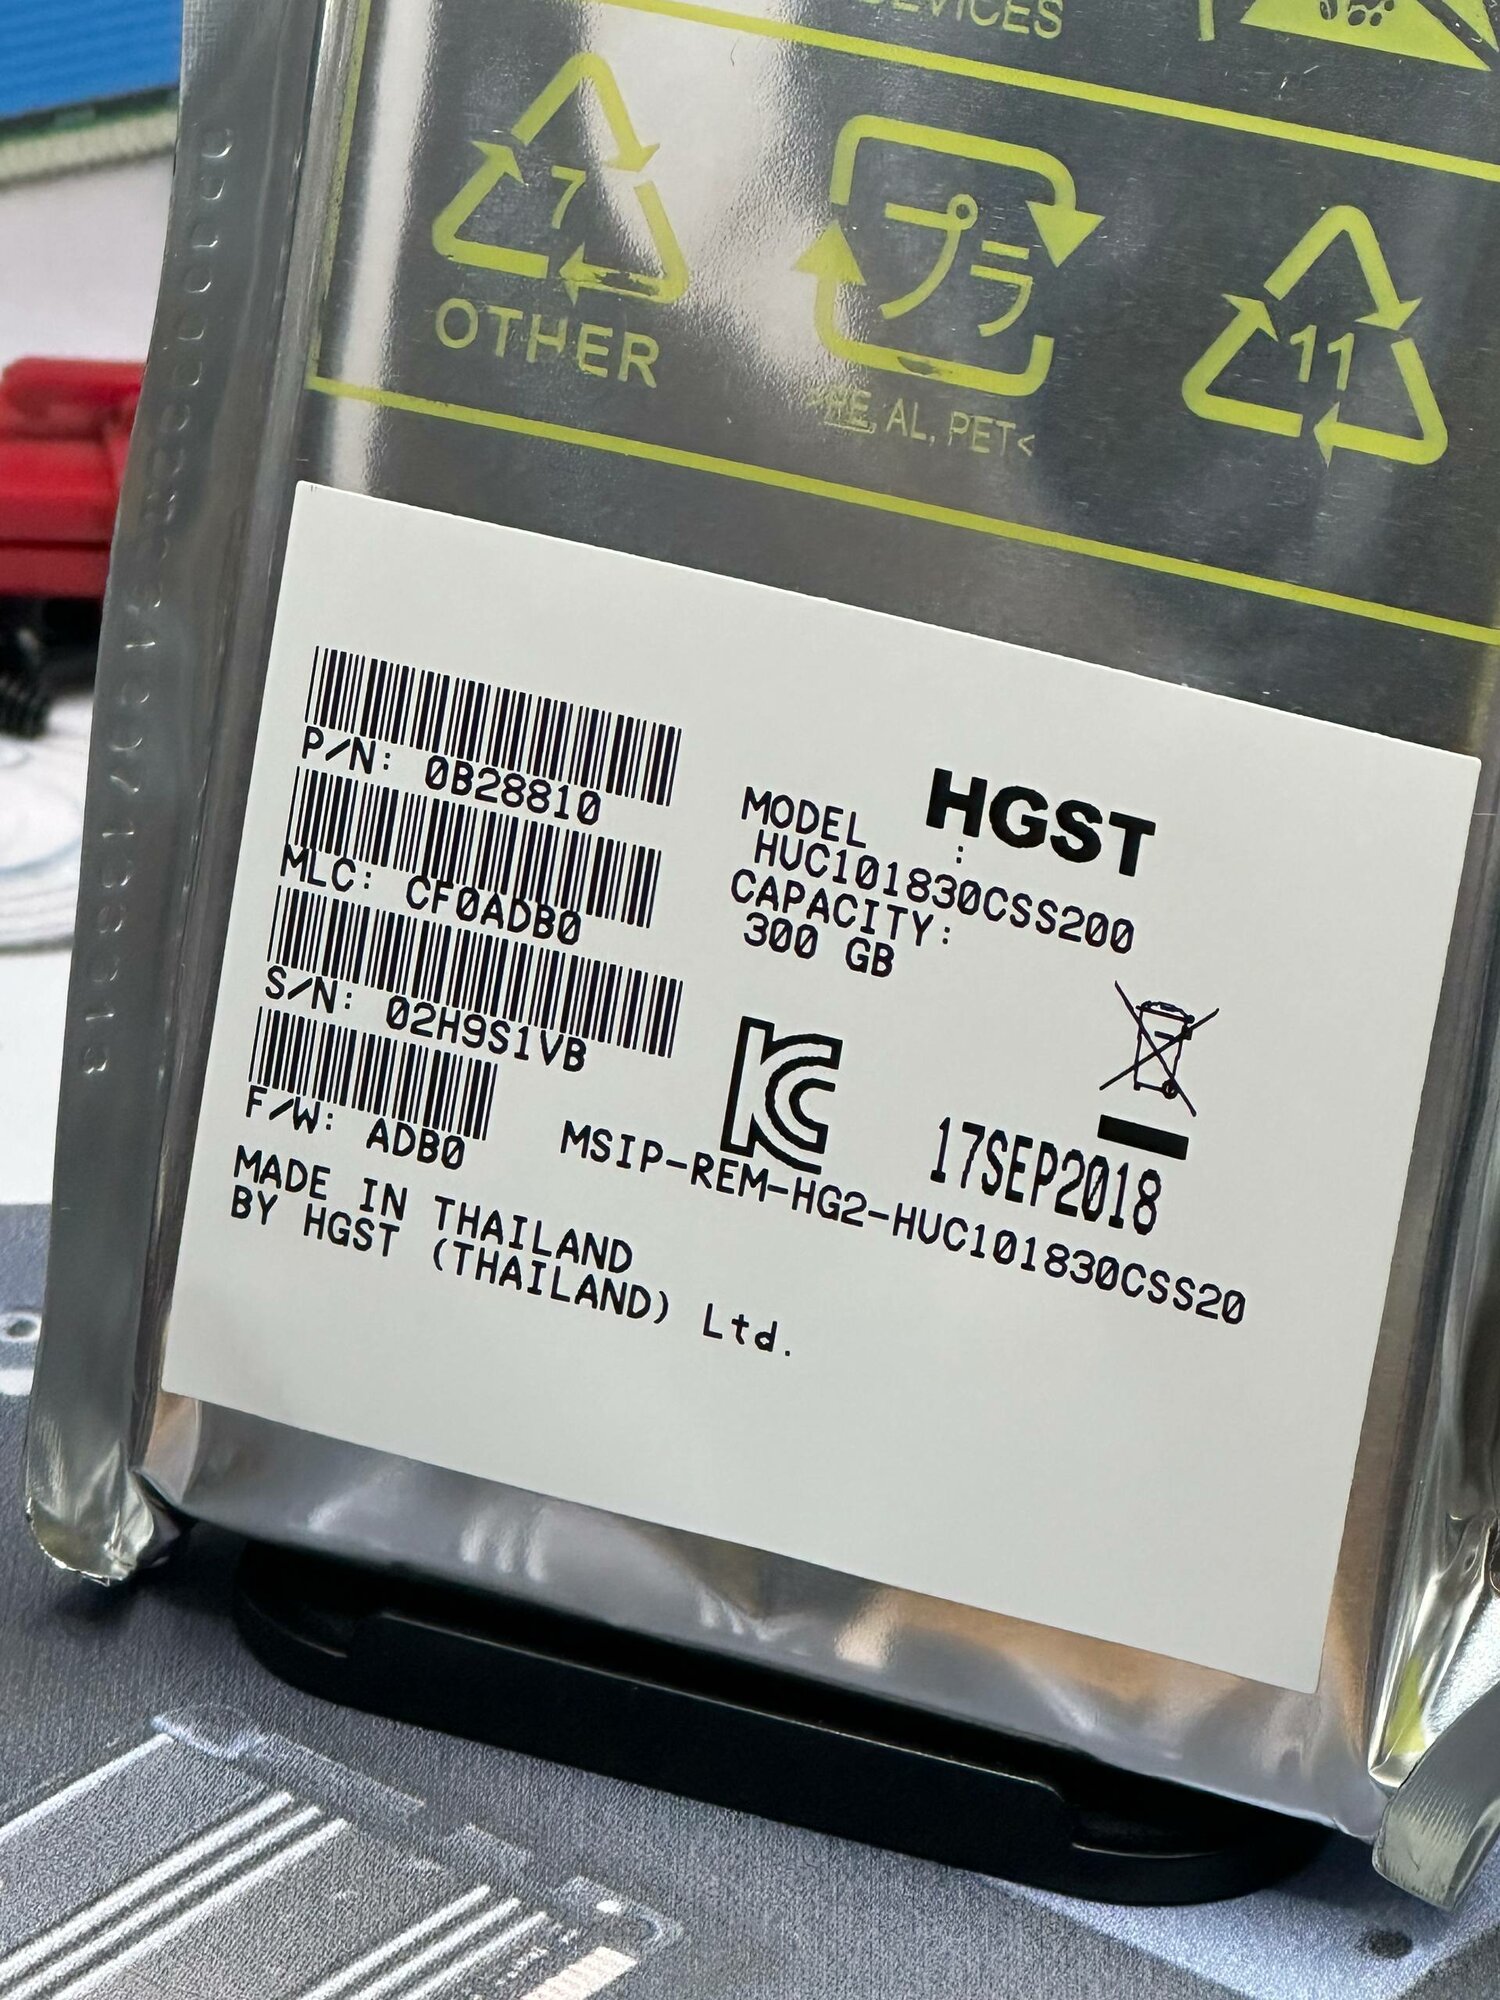 DEVICES
7
OTHER
プラ
>PE, AL, PET<
11
P/N: 0B28810
MLC: CF0ADB0
S/N: 02H9S1VB
F/W: ADB0
MADE IN THAILAND
BY HGST (THAILAND) Ltd.
HGST
MODEL :
HUC101830CSS200
CAPACITY:
300 GB
17SEP2018
MSIP-REM-HG2-HUC101830CSS20